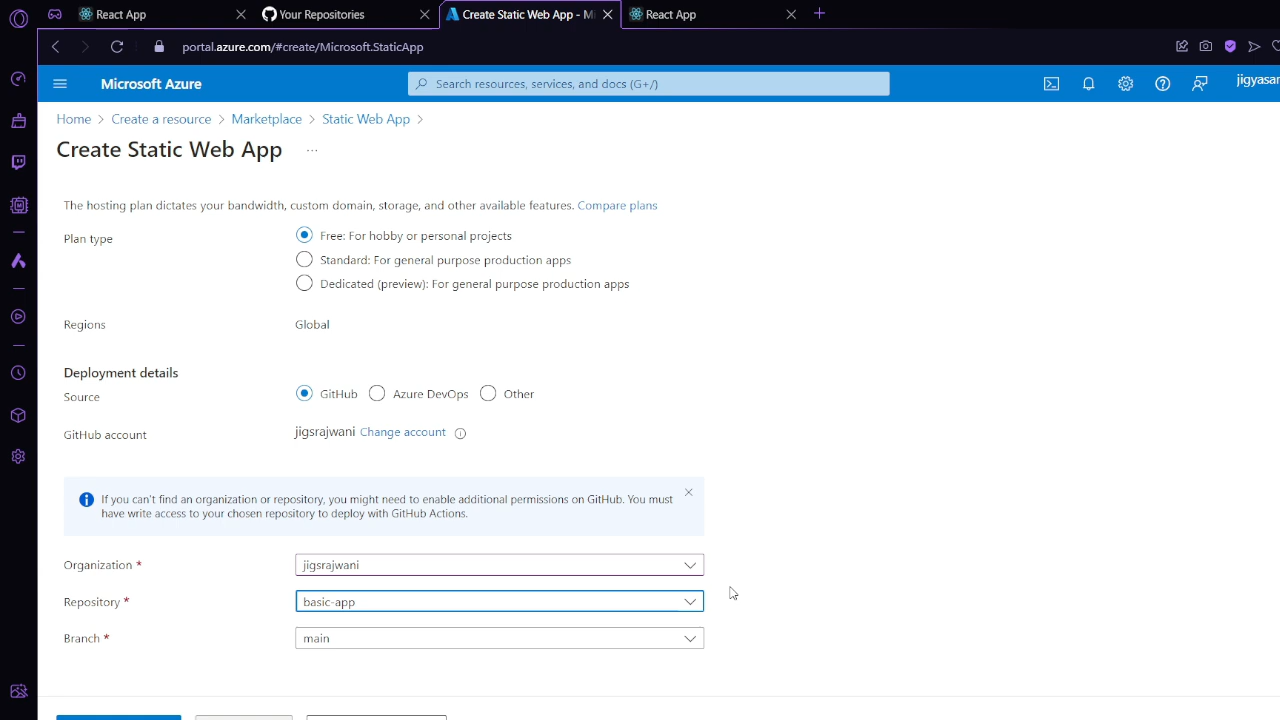 React App
Your Repositories
Create Static Web App - Mi
React App
portal.azure.com/#create/Microsoft.StaticApp
Microsoft Azure
Search resources, services, and docs (G+/)
jigyasar
Home > Create a resource > Marketplace > Static Web App >
Create Static Web App ...
The hosting plan dictates your bandwidth, custom domain, storage, and other available features. Compare plans
Plan type
Free: For hobby or personal projects
Standard: For general purpose production apps
Dedicated (preview): For general purpose production apps
Regions
Global
Deployment details
Source
GitHub
Azure DevOps
Other
GitHub account
jigsrajwani Change account
If you can't find an organization or repository, you might need to enable additional permissions on GitHub. You must
have write access to your chosen repository to deploy with GitHub Actions.
Organization *
jigsrajwani
Repository *
basic-app
Branch *
main